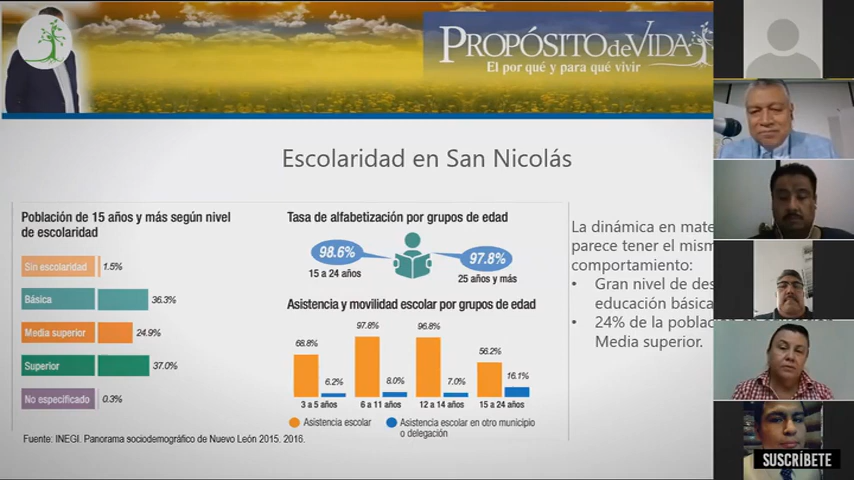 PROPÓSITO de VIDA
El por qué y para qué vivir
Escolaridad en San Nicolás
Población de 15 años y más según nivel
de escolaridad
Sin escolaridad 1.5%
Básica 36.3%
Media superior 24.9%
Superior 37.0%
No especificado 0.3%
Tasa de alfabetización por grupos de edad
98.6%
15 a 24 años
97.8%
25 años y más
Asistencia y movilidad escolar por grupos de edad
68.8% 6.2% 97.8% 8.0% 96.8% 7.0% 56.2% 16.1%
3 a 5 años 6 a 11 años 12 a 14 años 15 a 24 años
Asistencia escolar
Asistencia escolar en otro municipio
o delegación
La dinámica en mate
parece tener el mism
comportamiento:
• Gran nivel de des
educación básica
• 24% de la poblac
Media superior.
Fuente: INEGI. Panorama sociodemográfico de Nuevo León 2015. 2016.
SUSCRÍBETE